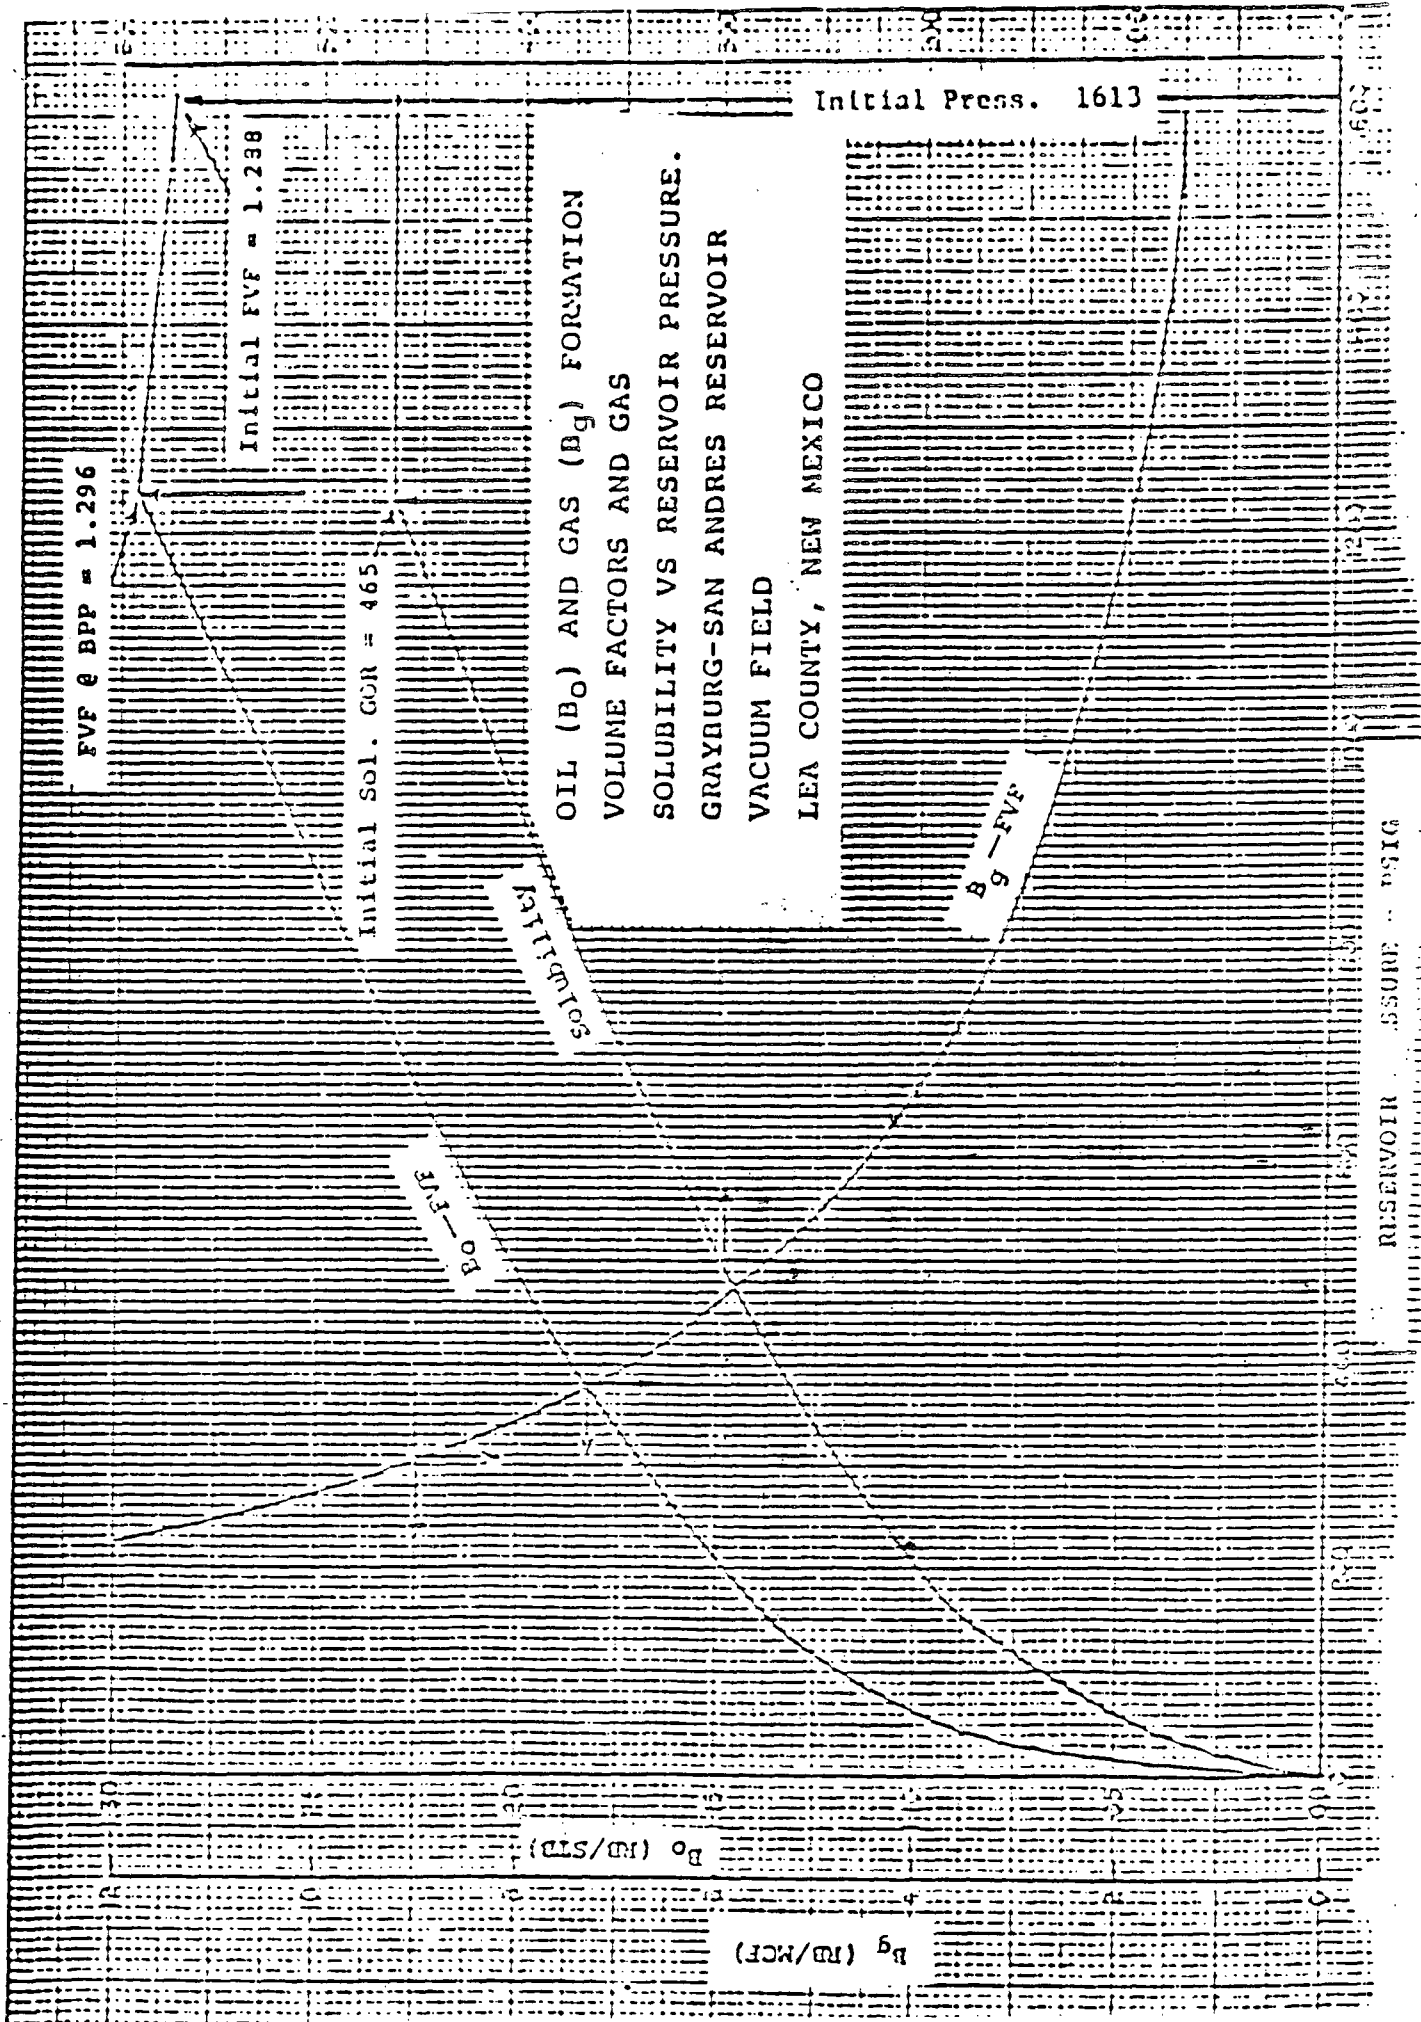 Initial Press. 1613
Initial FVF = 1.238
FVF @ BPP = 1.296
Initial Sol. GOR = 465
OIL (Bo) AND GAS (Bg) FORMATION
VOLUME FACTORS AND GAS
SOLUBILITY VS RESERVOIR PRESSURE.
GRAYBURG-SAN ANDRES RESERVOIR
VACUUM FIELD
LEA COUNTY, NEW MEXICO
Solubility
Bg—FVF
Bo—FVF
RESERVOIR SSURE - PSIG
Bo (RB/STB)
Bg (RB/MCF)